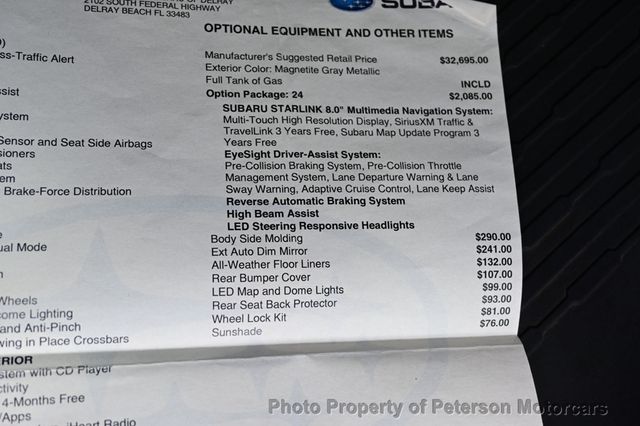 2102 SOUTH FEDERAL HIGHWAY
DELRAY BEACH FL 33483
SUBA
OPTIONAL EQUIPMENT AND OTHER ITEMS
Manufacturer's Suggested Retail Price $32,695.00
Exterior Color: Magnetite Gray Metallic
Full Tank of Gas INCLD
Option Package: 24 $2,085.00
SUBARU STARLINK 8.0" Multimedia Navigation System:
Multi-Touch High Resolution Display, SiriusXM Traffic &
TravelLink 3 Years Free, Subaru Map Update Program 3
Years Free
EyeSight Driver-Assist System:
Pre-Collision Braking System, Pre-Collision Throttle
Management System, Lane Departure Warning & Lane
Sway Warning, Adaptive Cruise Control, Lane Keep Assist
Reverse Automatic Braking System
High Beam Assist
LED Steering Responsive Headlights
Body Side Molding $290.00
Ext Auto Dim Mirror $241.00
All-Weather Floor Liners $132.00
Rear Bumper Cover $107.00
LED Map and Dome Lights $99.00
Rear Seat Back Protector $93.00
Wheel Lock Kit $81.00
Sunshade $76.00
ss-Traffic Alert
sist
ystem
Sensor and Seat Side Airbags
sioners
ats
em
Brake-Force Distribution
e
ual Mode
n
Wheels
come Lighting
and Anti-Pinch
wing in Place Crossbars
RIOR
stem with CD Player
ctivity
4-Months Free
/Apps
iHeart Radio
Photo Property of Peterson Motorcars